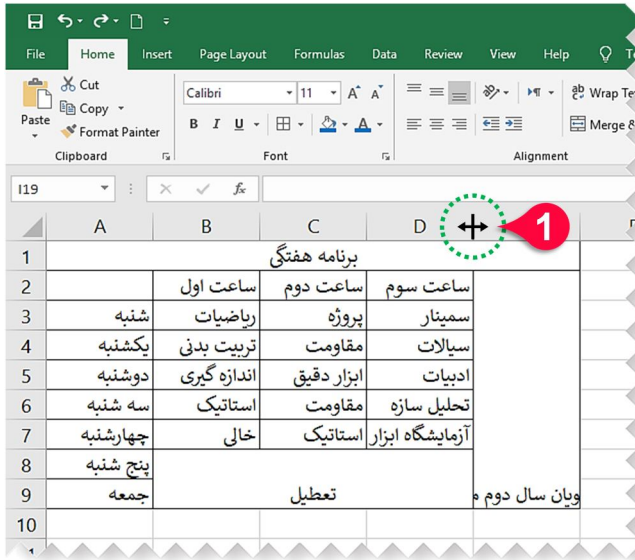 File Home Insert Page Layout Formulas Data Review View Help
Cut
Copy
Format Painter
Paste
Calibri 11
B I U
Wrap
Merge &
Clipboard Font Alignment
I19 fx
A B C D
1
1 برنامه هفتگی
2 ساعت اول ساعت دوم ساعت سوم
3 شنبه ریاضیات پروژه سمینار
4 یکشنبه تربیت بدنی مقاومت سیالات
5 دوشنبه اندازه گیری ابزار دقیق ادبیات
6 سه شنبه استاتیک مقاومت تحلیل سازه
7 چهارشنبه خالی استاتیک آزمایشگاه ابزار
8 پنج شنبه
9 جمعه تعطیل ویان سال دوم م
10